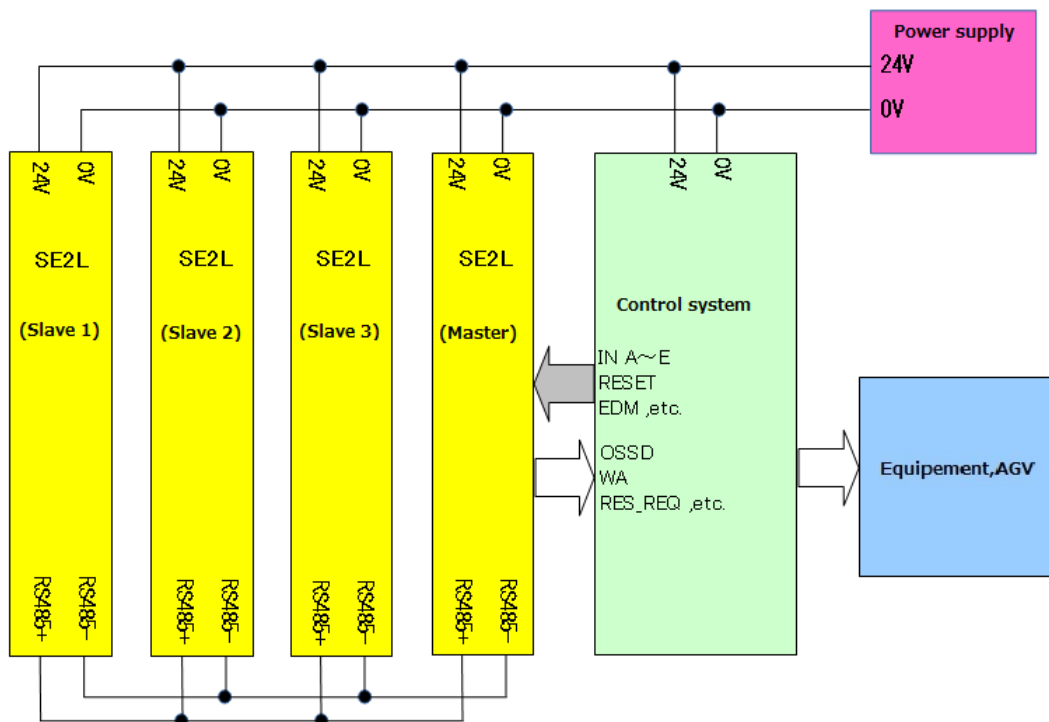 Power supply
24V
0V
24V 0V
24V 0V
24V 0V
24V 0V
24V 0V
SE2L
(Slave 1)
SE2L
(Slave 2)
SE2L
(Slave 3)
SE2L
(Master)
Control system
IN A～E
RESET
EDM ,etc.
OSSD
WA
RES_REQ ,etc.
Equipement,AGV
RS485+ RS485−
RS485+ RS485−
RS485+ RS485−
RS485+ RS485−